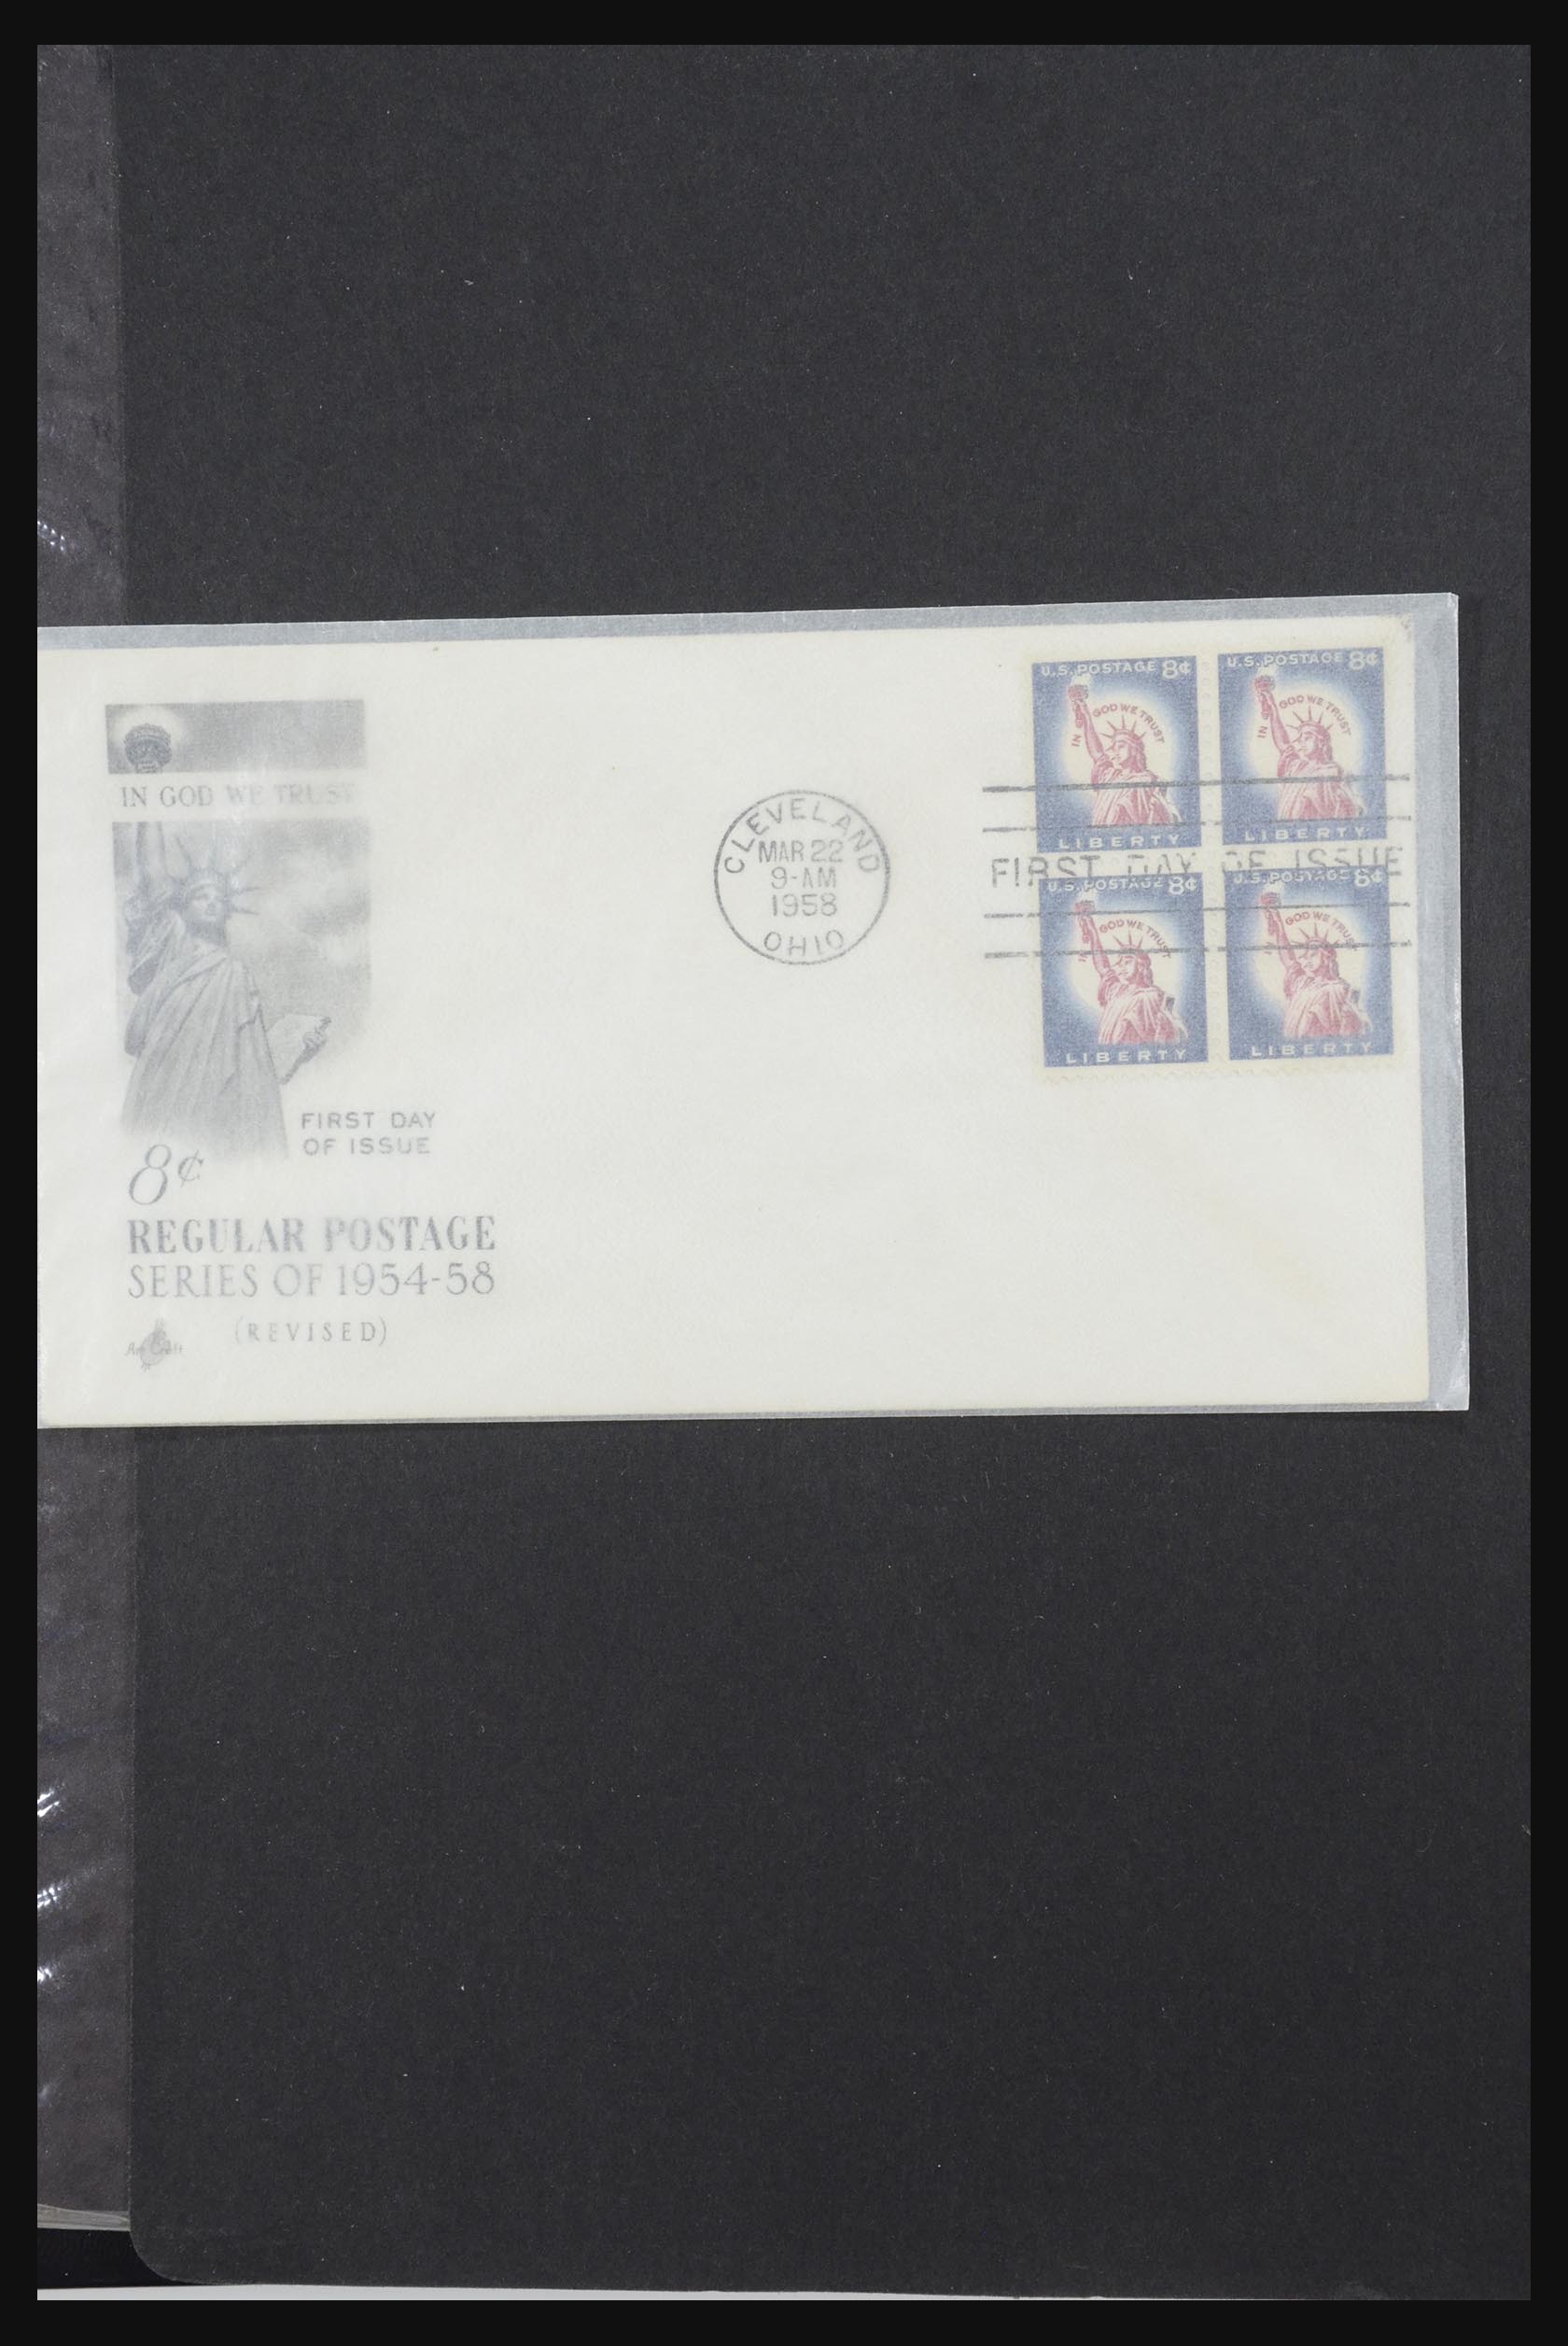 IN GOD WE TRUST
FIRST DAY
OF ISSUE
8¢
REGULAR POSTAGE
SERIES OF 1954-58
(REVISED)
Art Craft
CLEVELAND
MAR 22
9-AM
1958
OHIO
U.S. POSTAGE 8¢
IN GOD WE TRUST
LIBERTY
U.S. POSTAGE 8¢
IN GOD WE TRUST
LIBERTY
FIRST DAY OF ISSUE
U.S. POSTAGE 8¢
IN GOD WE TRUST
LIBERTY
U.S. POSTAGE 8¢
GOD WE TRUST
LIBERTY